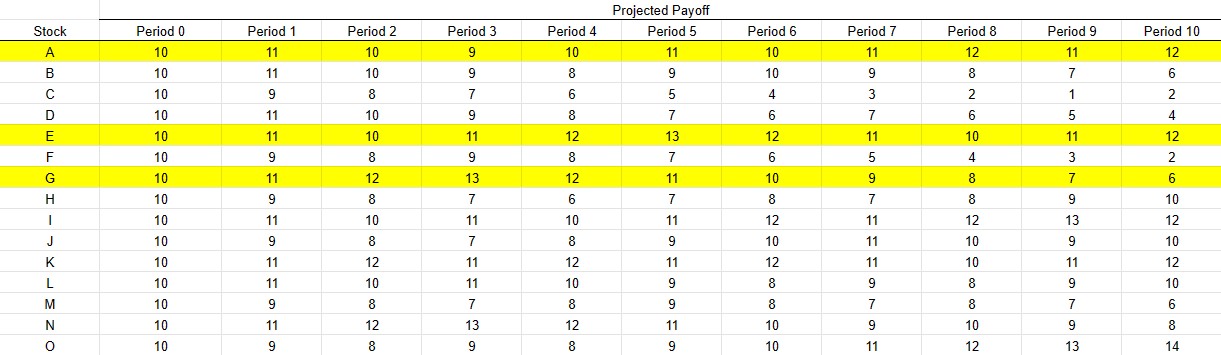 Projected Payoff
Stock Period 0 Period 1 Period 2 Period 3 Period 4 Period 5 Period 6 Period 7 Period 8 Period 9 Period 10
A 10 11 10 9 10 11 10 11 12 11 12
B 10 11 10 9 8 9 10 9 8 7 6
C 10 9 8 7 6 5 4 3 2 1 2
D 10 11 10 9 8 7 6 7 6 5 4
E 10 11 10 11 12 13 12 11 10 11 12
F 10 9 8 9 8 7 6 5 4 3 2
G 10 11 12 13 12 11 10 9 8 7 6
H 10 9 8 7 6 7 8 7 8 9 10
I 10 11 10 11 10 11 12 11 12 13 12
J 10 9 8 7 8 9 10 11 10 9 10
K 10 11 12 11 12 11 12 11 10 11 12
L 10 11 10 11 10 9 8 9 8 9 10
M 10 9 8 7 8 9 8 7 8 7 6
N 10 11 12 13 12 11 10 9 10 9 8
O 10 9 8 9 8 9 10 11 12 13 14